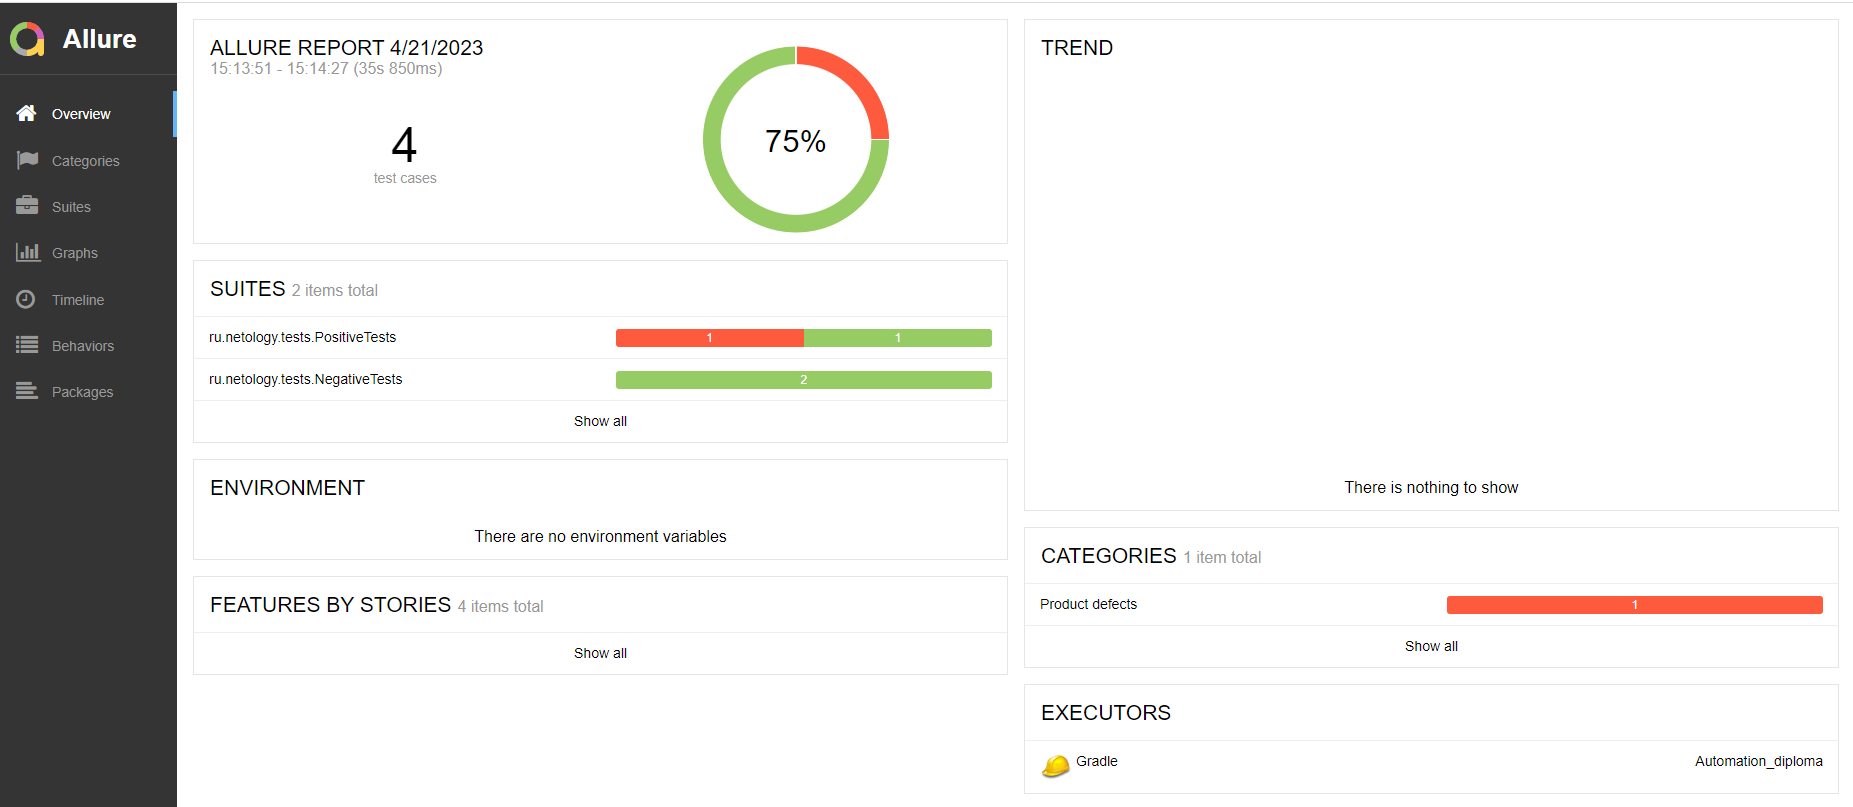 Allure
Overview
Categories
Suites
Graphs
Timeline
Behaviors
Packages
ALLURE REPORT 4/21/2023
15:13:51 - 15:14:27 (35s 850ms)
4
test cases
75%
SUITES 2 items total
ru.netology.tests.PositiveTests 1 1
ru.netology.tests.NegativeTests 2
Show all
ENVIRONMENT
There are no environment variables
FEATURES BY STORIES 4 items total
Show all
TREND
There is nothing to show
CATEGORIES 1 item total
Product defects 1
Show all
EXECUTORS
Gradle Automation_diploma